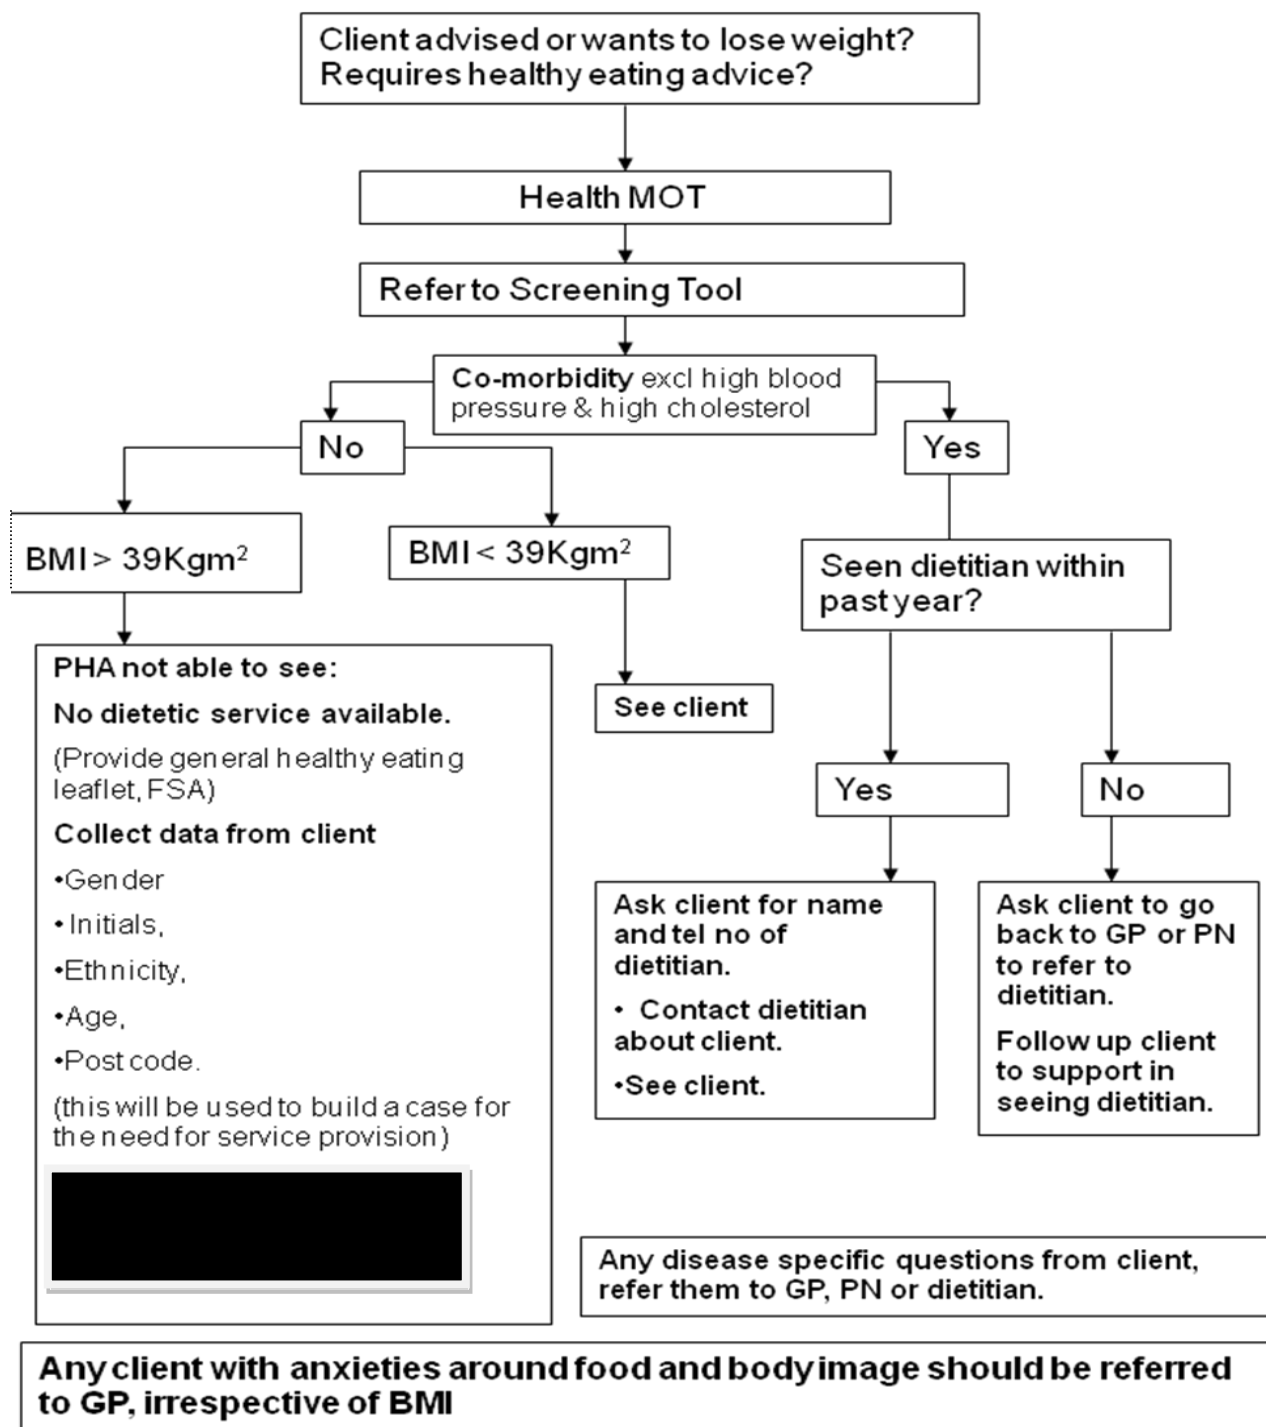 Client advised or wants to lose weight?
Requires healthy eating advice?
Health MOT
Refer to Screening Tool
Co-morbidity excl high blood
pressure & high cholesterol
No
Yes
BMI > 39Kgm²
BMI < 39Kgm²
Seen dietitian within
past year?
PHA not able to see:
No dietetic service available.
(Provide general healthy eating
leaflet, FSA)
Collect data from client
•Gender
• Initials,
•Ethnicity,
•Age,
•Post code.
(this will be used to build a case for
the need for service provision)
See client
Yes
No
Ask client for name
and tel no of
dietitian.
• Contact dietitian
about client.
•See client.
Ask client to go
back to GP or PN
to refer to
dietitian.
Follow up client
to support in
seeing dietitian.
Any disease specific questions from client,
refer them to GP, PN or dietitian.
Any client with anxieties around food and body image should be referred
to GP, irrespective of BMI